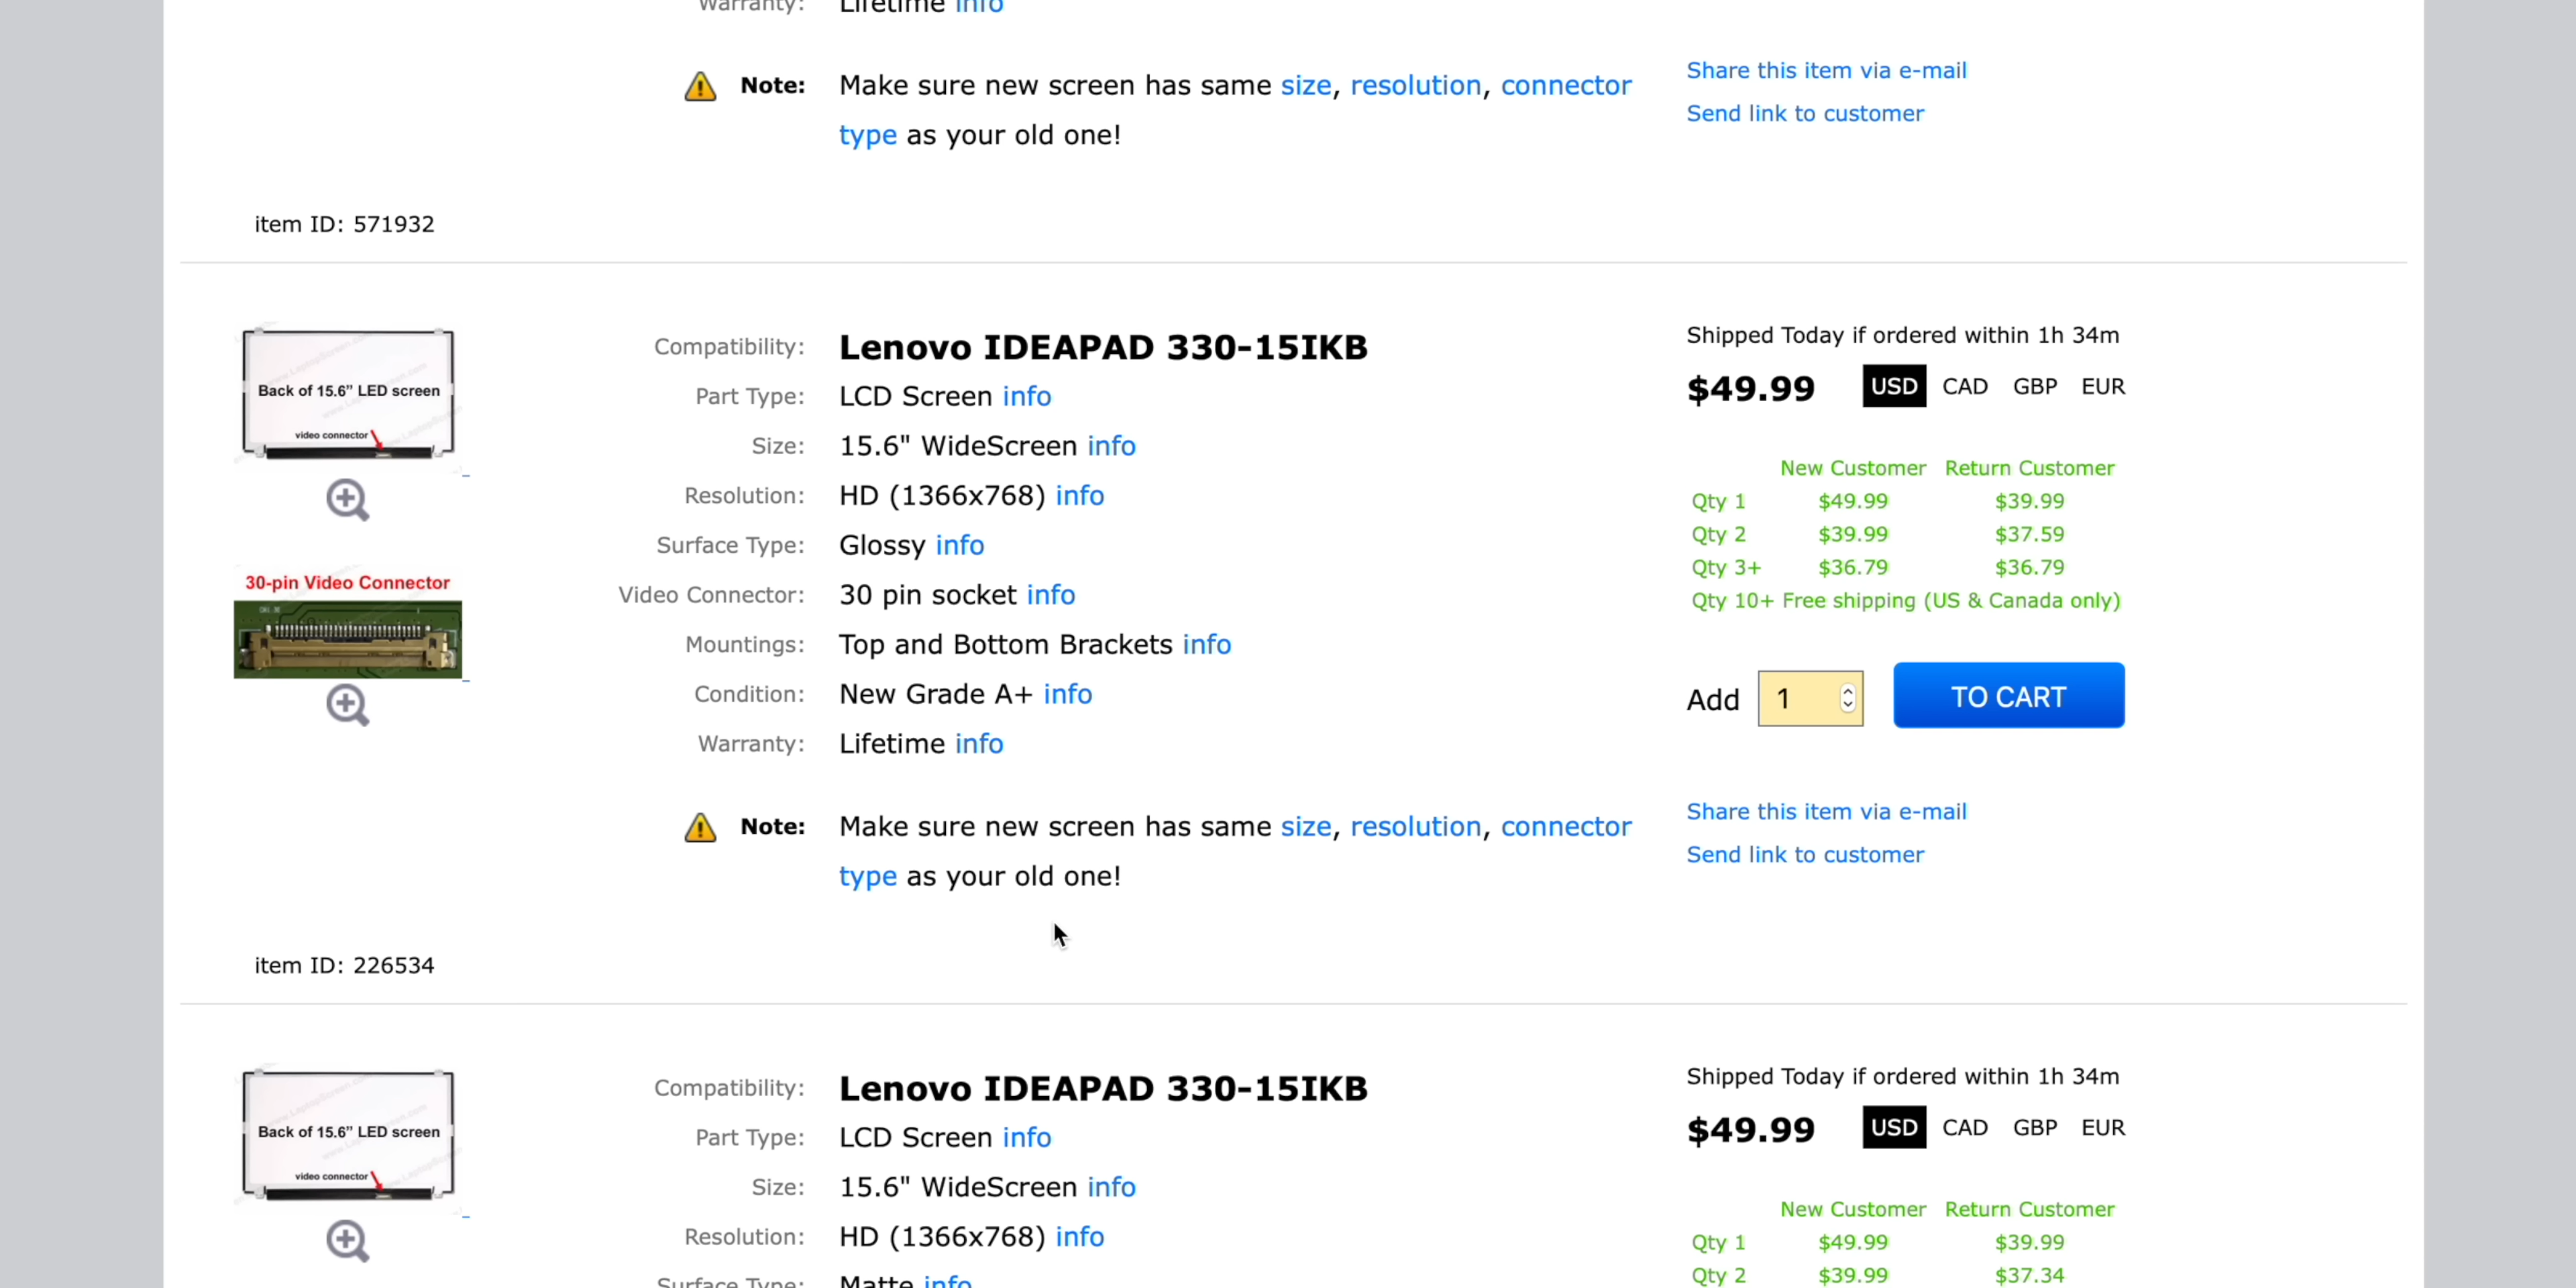 Warranty: Lifetime info
Note: Make sure new screen has same size, resolution, connector
type as your old one!
Share this item via e-mail
Send link to customer
item ID: 571932
Back of 15.6” LED screen
video connector
30-pin Video Connector
Compatibility: Lenovo IDEAPAD 330-15IKB
Part Type: LCD Screen info
Size: 15.6" WideScreen info
Resolution: HD (1366x768) info
Surface Type: Glossy info
Video Connector: 30 pin socket info
Mountings: Top and Bottom Brackets info
Condition: New Grade A+ info
Warranty: Lifetime info
Note: Make sure new screen has same size, resolution, connector
type as your old one!
Shipped Today if ordered within 1h 34m
$49.99 USD CAD GBP EUR
New Customer Return Customer
Qty 1 $49.99 $39.99
Qty 2 $39.99 $37.59
Qty 3+ $36.79 $36.79
Qty 10+ Free shipping (US & Canada only)
Add 1 TO CART
Share this item via e-mail
Send link to customer
item ID: 226534
Back of 15.6” LED screen
video connector
Compatibility: Lenovo IDEAPAD 330-15IKB
Part Type: LCD Screen info
Size: 15.6" WideScreen info
Resolution: HD (1366x768) info
Surface Type: Matte info
Shipped Today if ordered within 1h 34m
$49.99 USD CAD GBP EUR
New Customer Return Customer
Qty 1 $49.99 $39.99
Qty 2 $39.99 $37.34